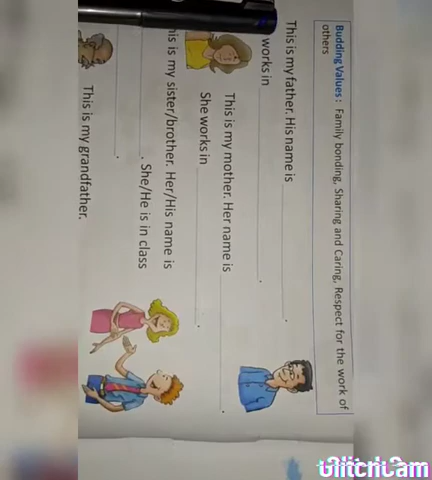 Budding Values : Family bonding, Sharing and Caring, Respect for the work of
others
This is my father. His name is .
works in .
This is my mother. Her name is .
She works in .
his is my sister/brother. Her/His name is
. She/He is in class
.
This is my grandfather.
GlitchCam